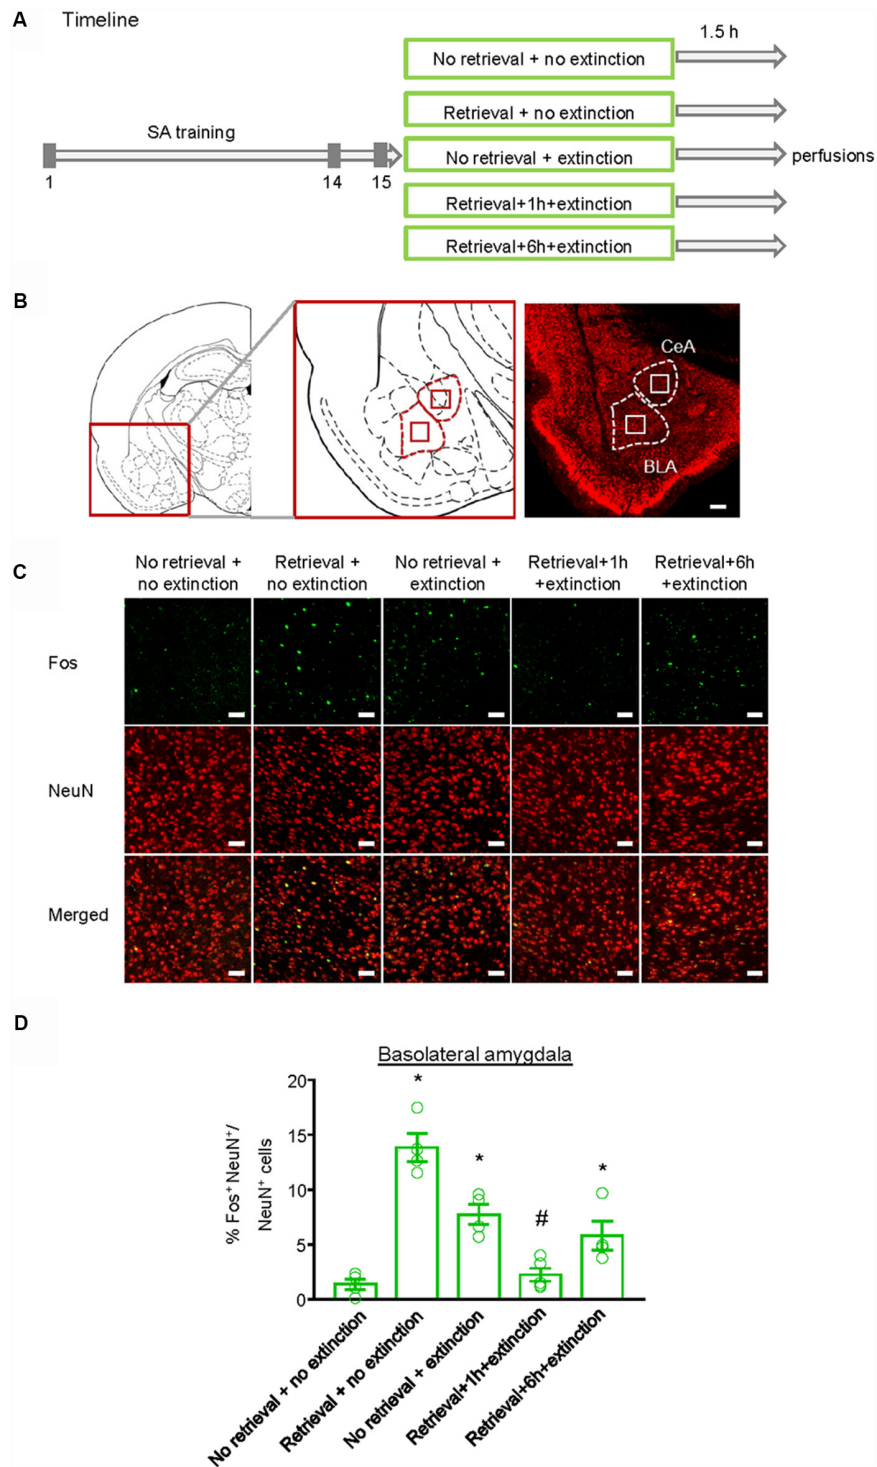 A
Timeline
1.5 h
No retrieval + no extinction
Retrieval + no extinction
SA training
No retrieval + extinction
perfusions
1
14
15
Retrieval+1h+extinction
Retrieval+6h+extinction
B
CeA
BLA
C
No retrieval +
no extinction
Retrieval +
no extinction
No retrieval +
extinction
Retrieval+1h
+extinction
Retrieval+6h
+extinction
Fos
NeuN
Merged
D
Basolateral amygdala
% Fos⁺ NeuN⁺/
NeuN⁺ cells
20
15
10
5
0
*
*
#
*
No retrieval + no extinction
Retrieval + no extinction
No retrieval + extinction
Retrieval+1h+extinction
Retrieval+6h+extinction